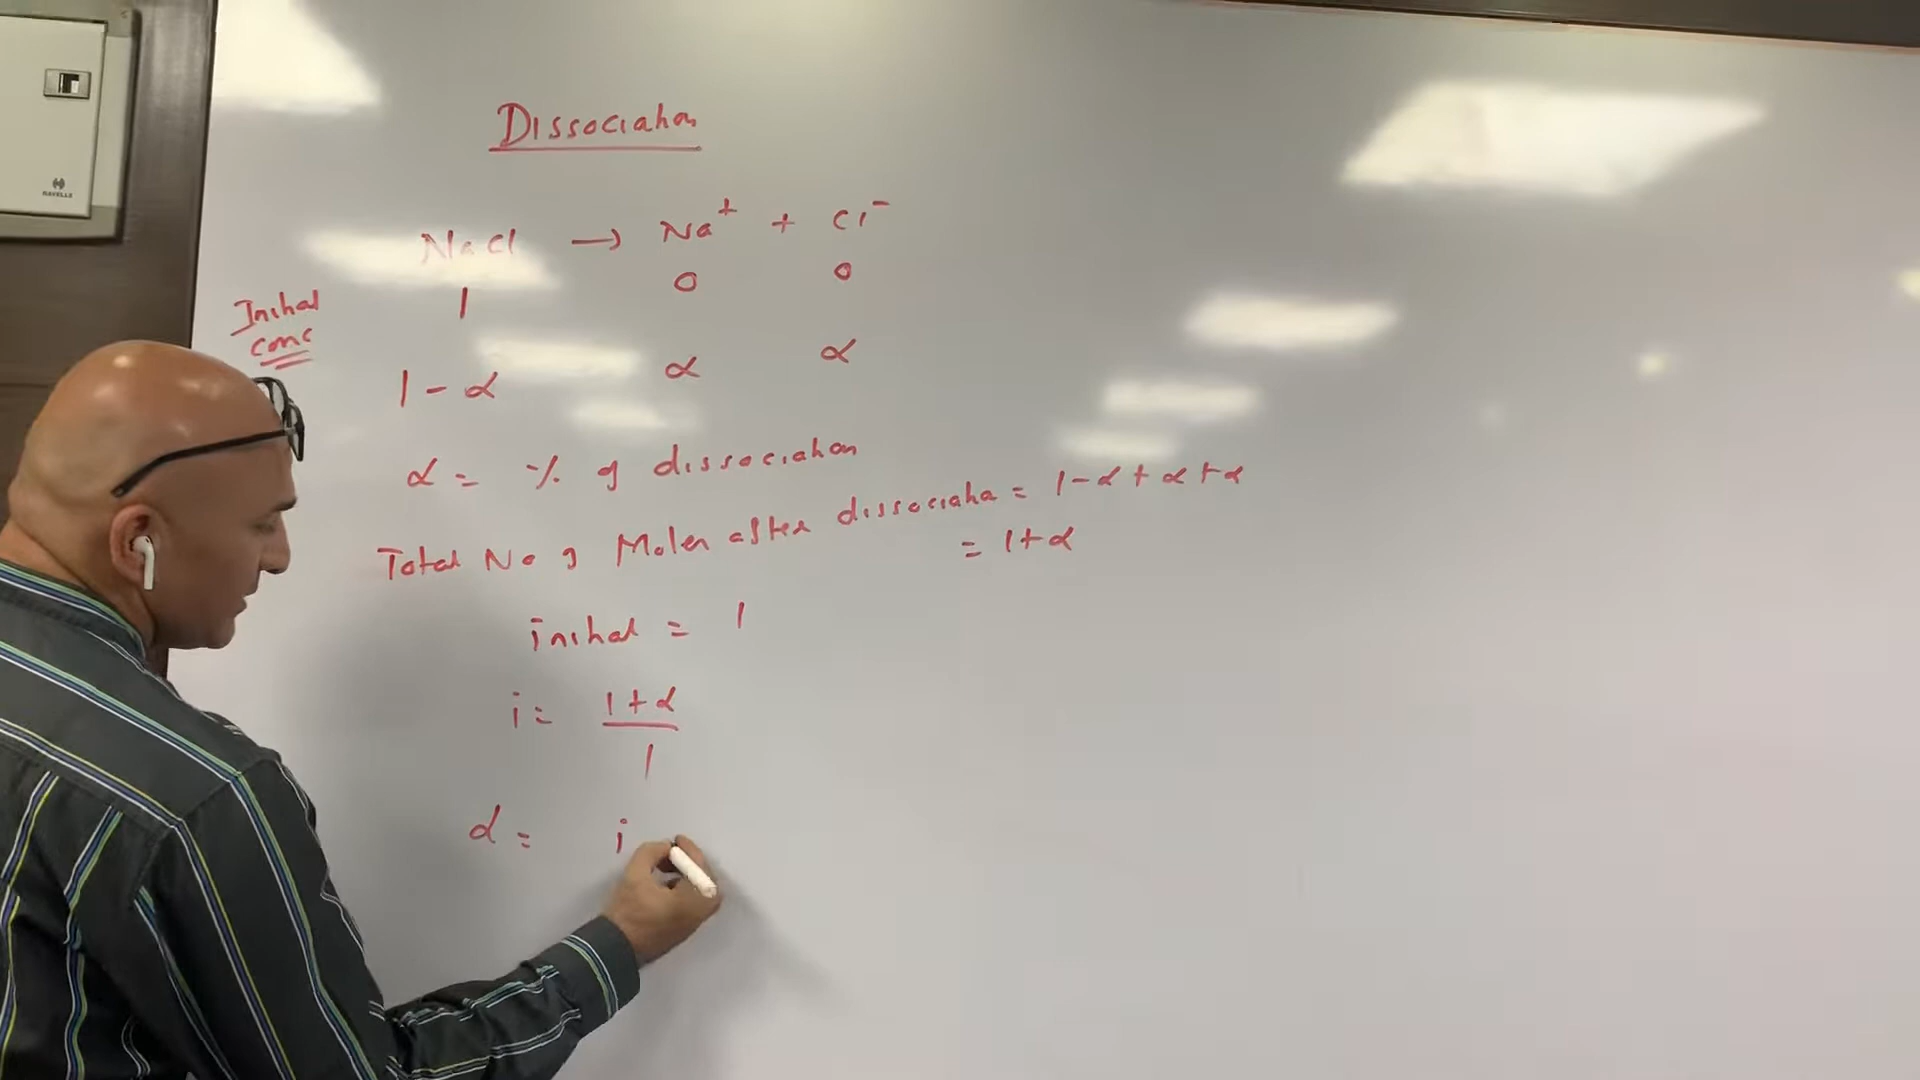 HAVELLS
Dissociation
NaCl → Na⁺ + Cl⁻
1 0 0
Initial
conc
1 - α α α
α = % of dissociation
Total No of Moles after dissociation = 1 - α + α + α
= 1 + α
initial = 1
i = 1 + α
1
α = i